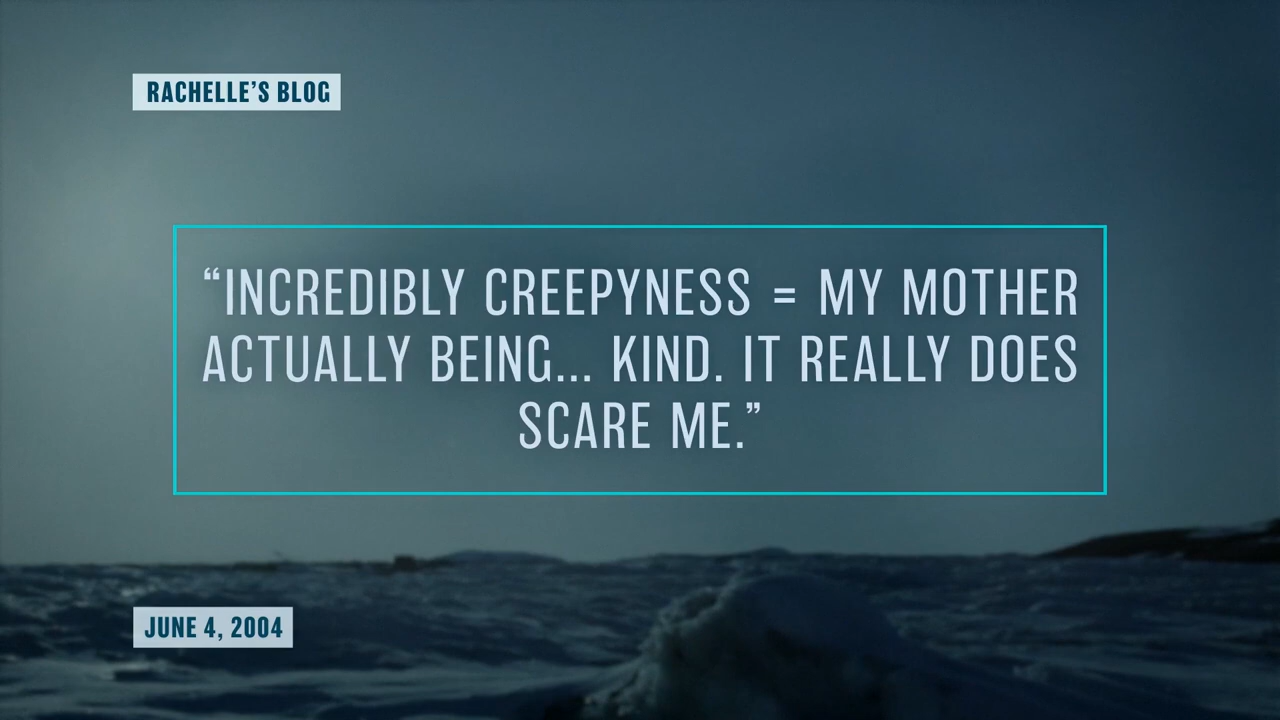 RACHELLE’S BLOG
“INCREDIBLY CREEPYNESS = MY MOTHER
ACTUALLY BEING... KIND. IT REALLY DOES
SCARE ME.”
JUNE 4, 2004